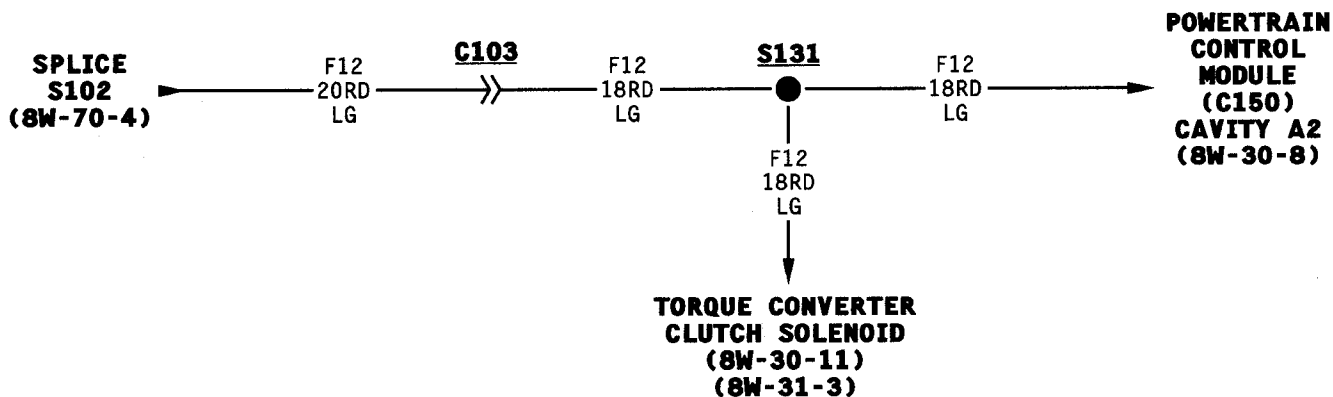 SPLICE
S102
(8W-70-4)
F12
20RD
LG
C103
F12
18RD
LG
S131
F12
18RD
LG
POWERTRAIN
CONTROL
MODULE
(C150)
CAVITY A2
(8W-30-8)
F12
18RD
LG
TORQUE CONVERTER
CLUTCH SOLENOID
(8W-30-11)
(8W-31-3)